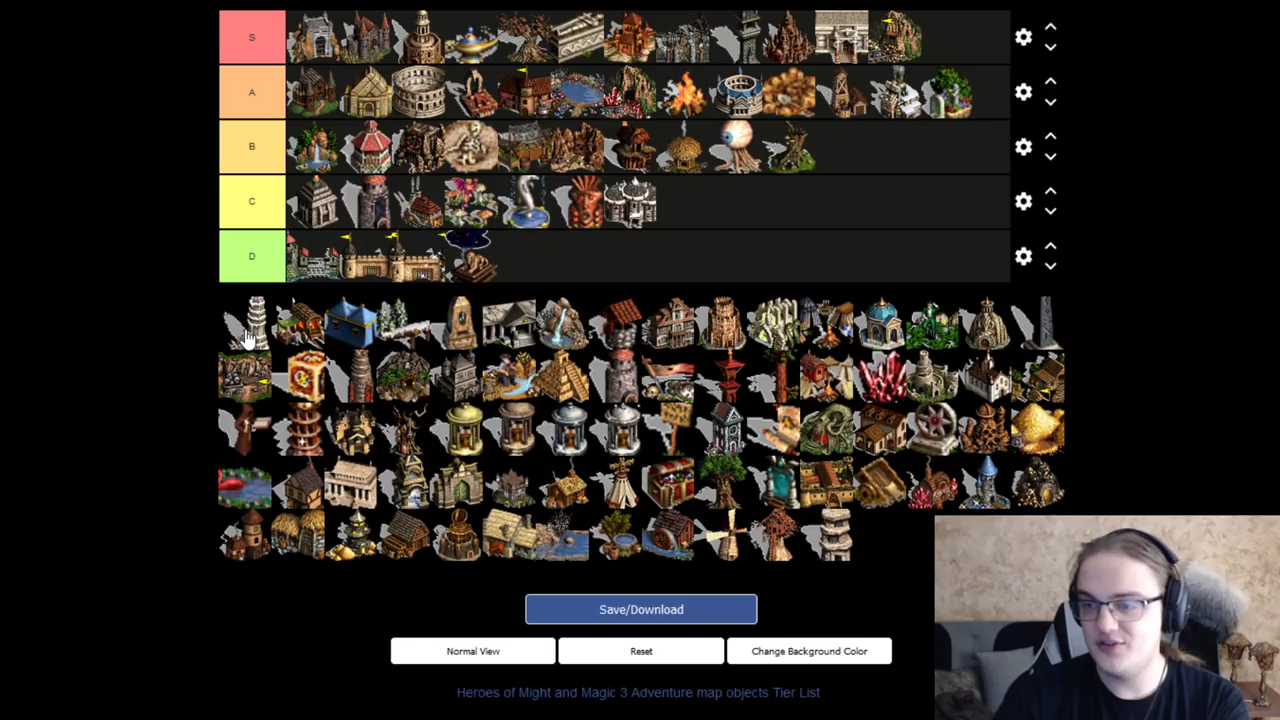 S
A
B
C
D
Save/Download
Normal View
Reset
Change Background Color
Heroes of Might and Magic 3 Adventure map objects Tier List